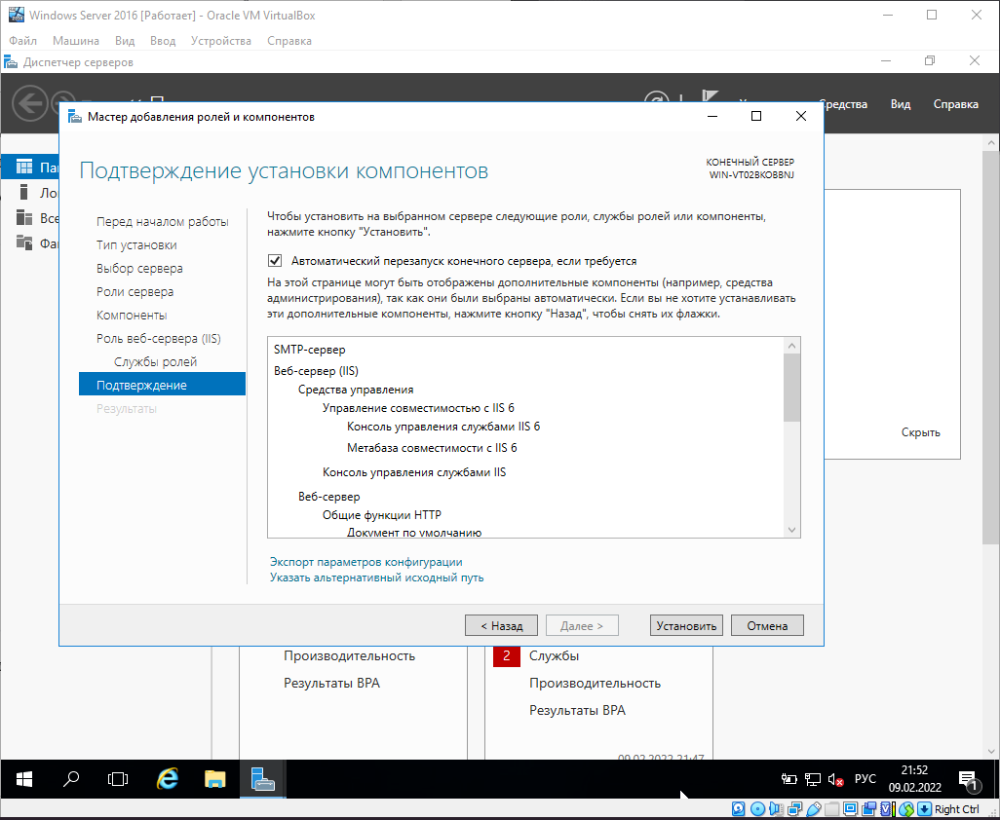 Windows Server 2016 [Работает] - Oracle VM VirtualBox
Файл Машина Вид Ввод Устройства Справка
Диспетчер серверов
Средства Вид Справка
Мастер добавления ролей и компонентов
Подтверждение установки компонентов
КОНЕЧНЫЙ СЕРВЕР
WIN-VT02BKOBBNJ
Перед началом работы
Тип установки
Выбор сервера
Роли сервера
Компоненты
Роль веб-сервера (IIS)
Службы ролей
Подтверждение
Результаты
Чтобы установить на выбранном сервере следующие роли, службы ролей или компоненты,
нажмите кнопку "Установить".
Автоматический перезапуск конечного сервера, если требуется
На этой странице могут быть отображены дополнительные компоненты (например, средства
администрирования), так как они были выбраны автоматически. Если вы не хотите устанавливать
эти дополнительные компоненты, нажмите кнопку "Назад", чтобы снять их флажки.
SMTP-сервер
Веб-сервер (IIS)
Средства управления
Управление совместимостью с IIS 6
Консоль управления службами IIS 6
Метабаза совместимости с IIS 6
Консоль управления службами IIS
Веб-сервер
Общие функции HTTP
Документ по умолчанию
Экспорт параметров конфигурации
Указать альтернативный исходный путь
< Назад Далее > Установить Отмена
Скрыть
Производительность
Результаты BPA
2 Службы
Производительность
Результаты BPA
09.02.2022 21:47
РУС
21:52
09.02.2022
1
Right Ctrl